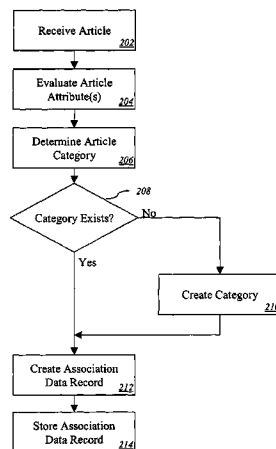 Receive Article
202
Evaluate Article
Attribute(s)
204
Determine Article
Category
206
208
Category Exists?
No
Yes
Create Category
210
Create Association
Data Record
212
Store Association
Data Record
214